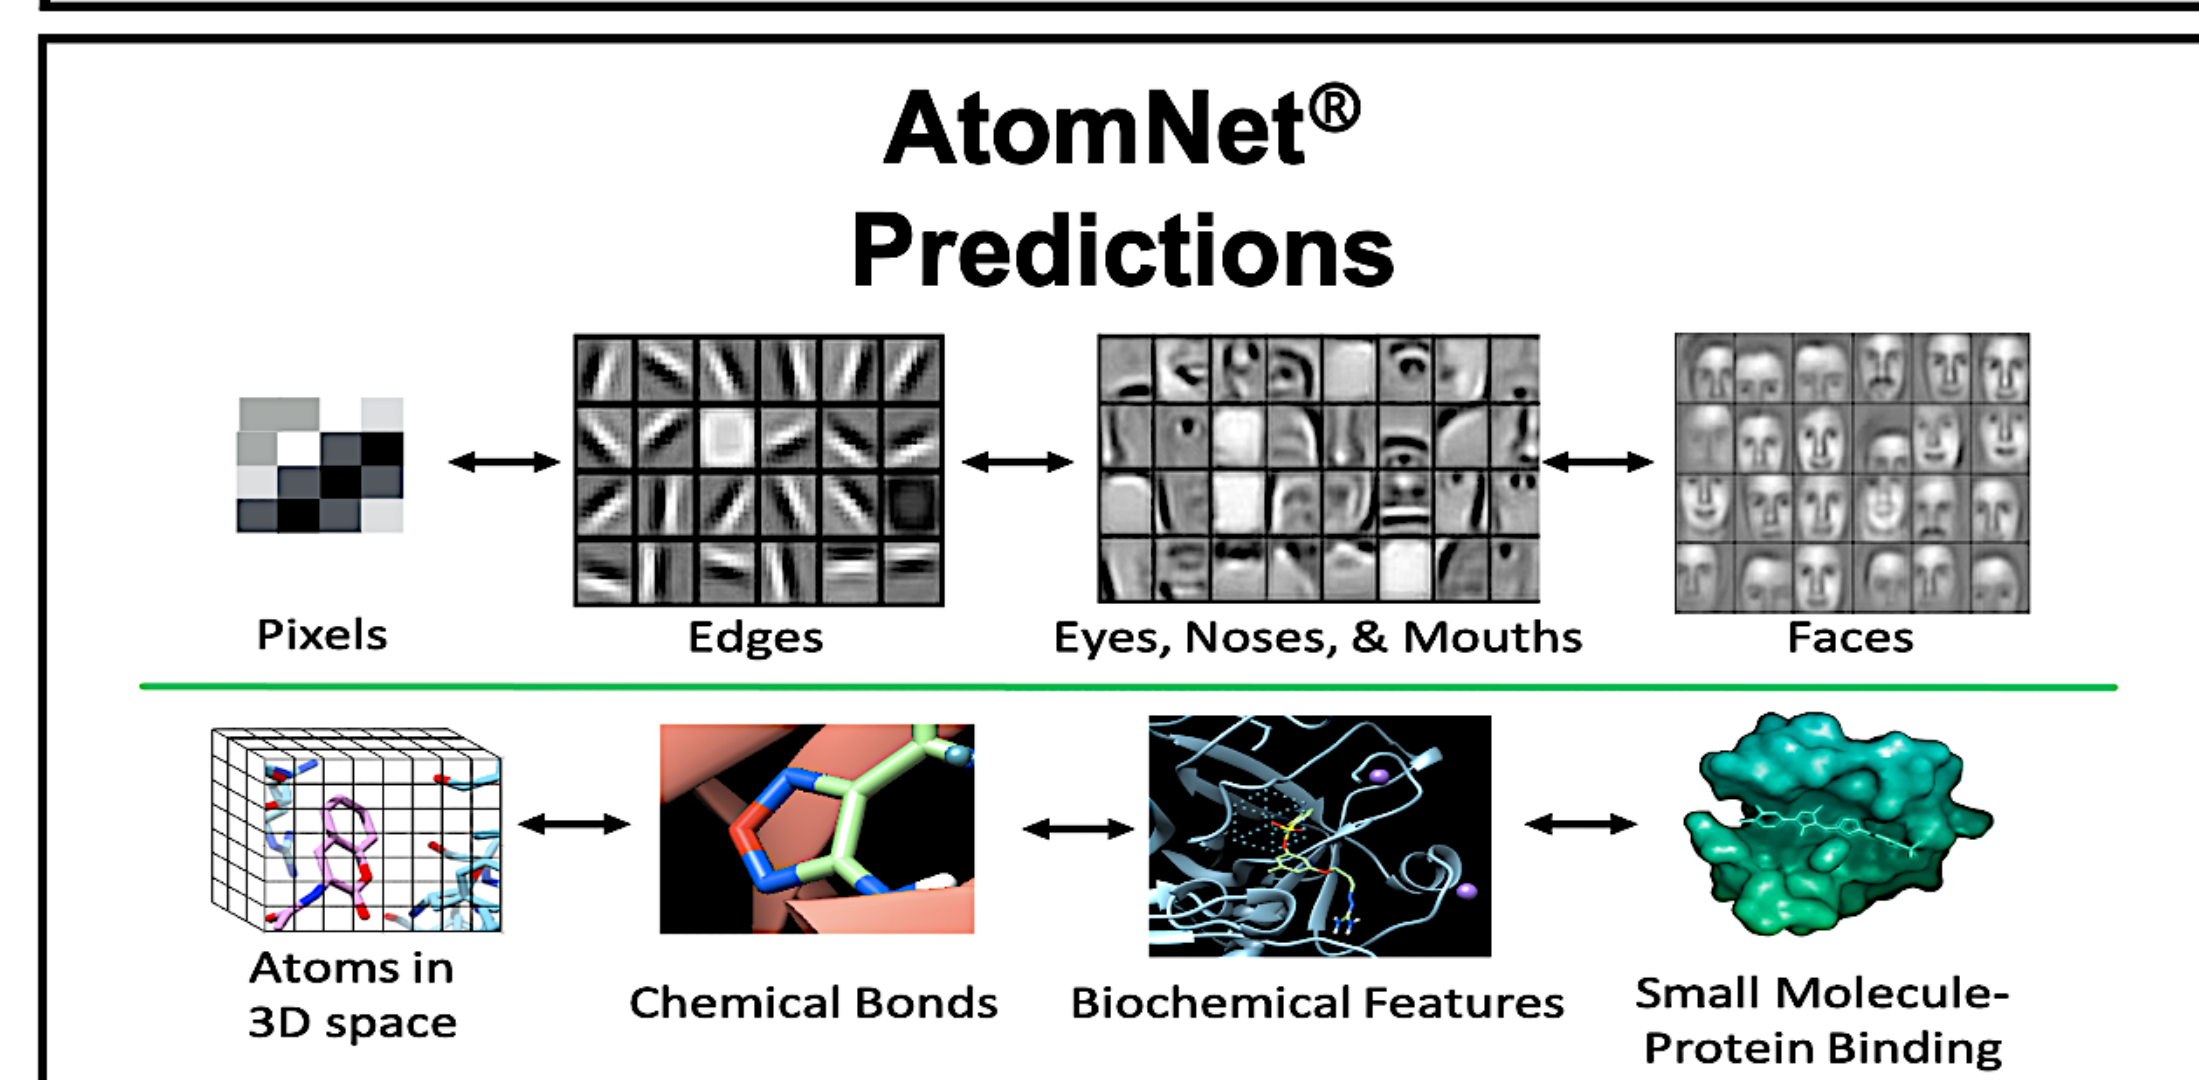 AtomNet®
Predictions
Pixels
Edges
Eyes, Noses, & Mouths
Faces
Atoms in
3D space
Chemical Bonds
Biochemical Features
Small Molecule-
Protein Binding